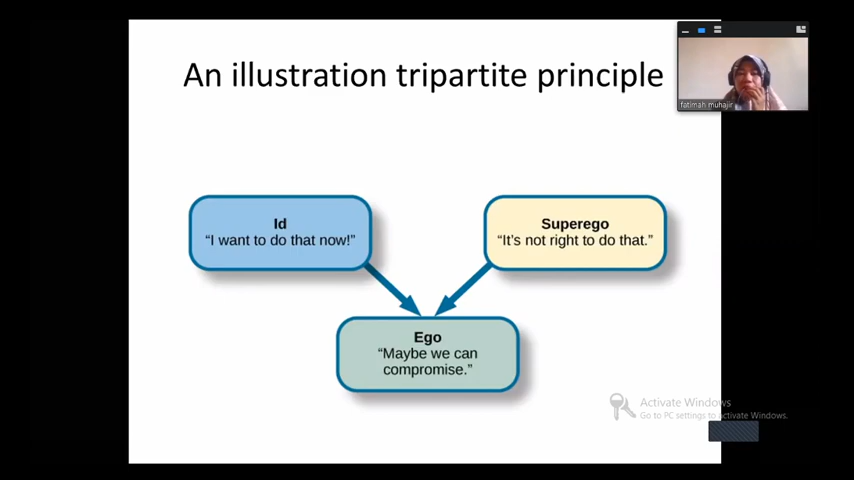 An illustration tripartite principle
fatimah muhajir
Id
“I want to do that now!”
Superego
“It’s not right to do that.”
Ego
“Maybe we can
compromise.”
Activate Windows
Go to PC settings to activate Windows.